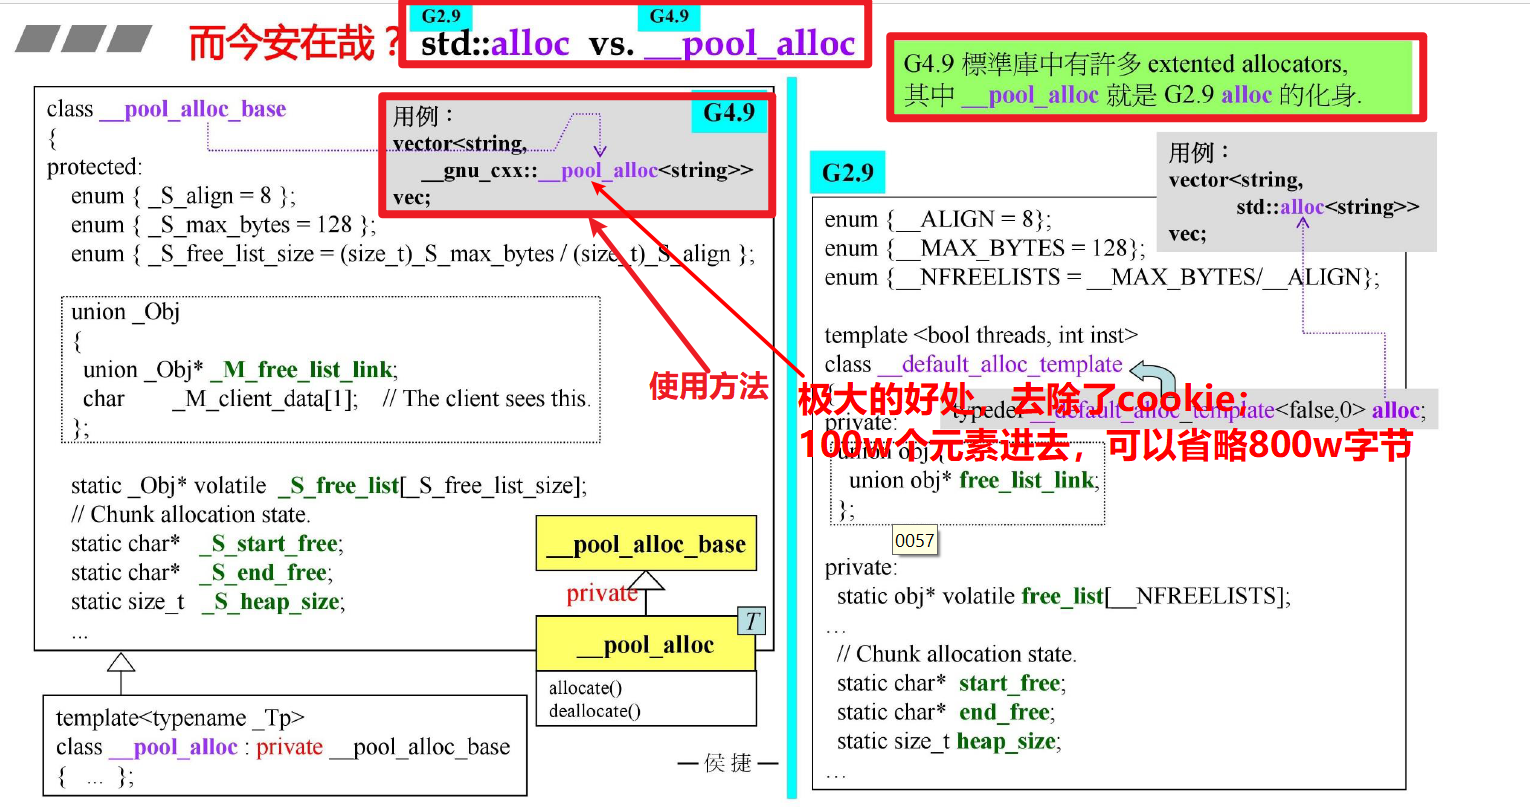 而今安在哉？
G2.9
G4.9
std::alloc vs. __pool_alloc
G4.9 標準庫中有許多 extented allocators,
其中 __pool_alloc 就是 G2.9 alloc 的化身.
class __pool_alloc_base
{
protected:
enum { _S_align = 8 };
enum { _S_max_bytes = 128 };
enum { _S_free_list_size = (size_t)_S_max_bytes / (size_t)_S_align };
用例：
G4.9
vector<string,
__gnu_cxx::__pool_alloc<string>>
vec;
union _Obj
{
union _Obj* _M_free_list_link;
char _M_client_data[1]; // The client sees this.
};
static _Obj* volatile _S_free_list[_S_free_list_size];
// Chunk allocation state.
static char* _S_start_free;
static char* _S_end_free;
static size_t _S_heap_size;
...
使用方法
__pool_alloc_base
private
T
__pool_alloc
allocate()
deallocate()
template<typename _Tp>
class __pool_alloc : private __pool_alloc_base
{ ... };
—侯 捷—
G2.9
用例：
vector<string,
std::alloc<string>>
vec;
enum {__ALIGN = 8};
enum {__MAX_BYTES = 128};
enum {__NFREELISTS = __MAX_BYTES/__ALIGN};
template <bool threads, int inst>
class __default_alloc_template
{
极大的好处，去除了cookie;
typedef __default_alloc_template<false,0> alloc;
private:
100w个元素进去，可以省略800w字节
union obj {
union obj* free_list_link;
};
0057
private:
static obj* volatile free_list[__NFREELISTS];
...
// Chunk allocation state.
static char* start_free;
static char* end_free;
static size_t heap_size;
...